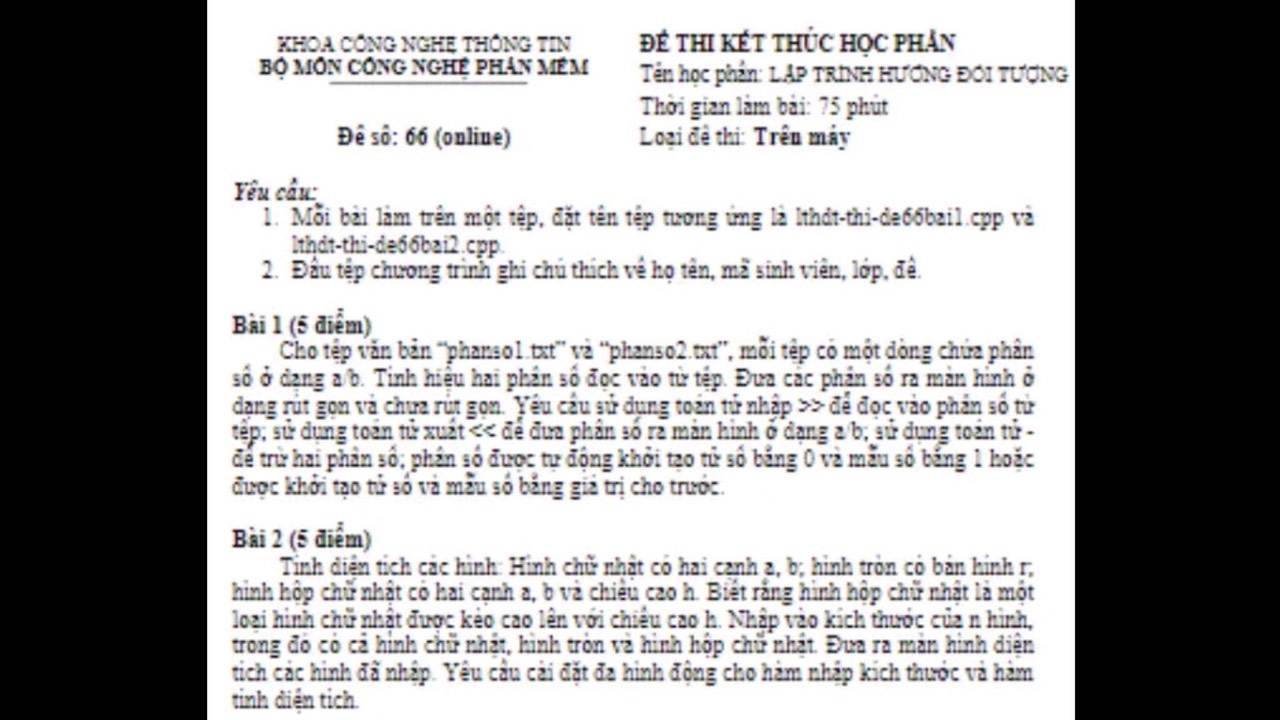 KHOA CÔNG NGHỆ THÔNG TIN
BỘ MÔN CÔNG NGHỆ PHẦN MỀM
Đề số: 66 (online)
ĐỀ THI KẾT THÚC HỌC PHẦN
Tên học phần: LẬP TRÌNH HƯỚNG ĐỐI TƯỢNG
Thời gian làm bài: 75 phút
Loại đề thi: Trên máy
Yêu cầu:
1. Mỗi bài làm trên một tệp, đặt tên tệp tương ứng là lthdt-thi-de66bai1.cpp và
lthdt-thi-de66bai2.cpp.
2. Đầu tệp chương trình ghi chú thích về họ tên, mã sinh viên, lớp, đề.
Bài 1 (5 điểm)
Cho tệp văn bản “phanso1.txt” và “phanso2.txt”, mỗi tệp có một dòng chứa phân
số ở dạng a/b. Tính hiệu hai phân số đọc vào từ tệp. Đưa các phân số ra màn hình ở
dạng rút gọn và chưa rút gọn. Yêu cầu sử dụng toán tử nhập >> để đọc vào phân số từ
tệp; sử dụng toán tử xuất << để đưa phân số ra màn hình ở dạng a/b; sử dụng toán tử -
để trừ hai phân số; phân số được tự động khởi tạo tử số bằng 0 và mẫu số bằng 1 hoặc
được khởi tạo tử số và mẫu số bằng giá trị cho trước.
Bài 2 (5 điểm)
Tính diện tích các hình: Hình chữ nhật có hai cạnh a, b; hình tròn có bán hình r;
hình hộp chữ nhật có hai cạnh a, b và chiều cao h. Biết rằng hình hộp chữ nhật là một
loại hình chữ nhật được kéo cao lên với chiều cao h. Nhập vào kích thước của n hình,
trong đó có cả hình chữ nhật, hình tròn và hình hộp chữ nhật. Đưa ra màn hình diện
tích các hình đã nhập. Yêu cầu cài đặt đa hình động cho hàm nhập kích thước và hàm
tính diện tích.